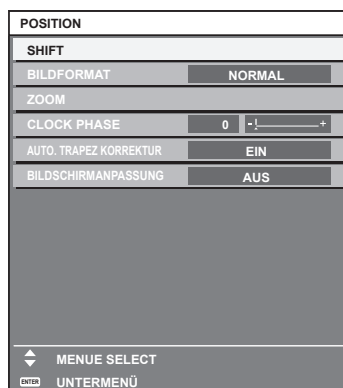 POSITION
SHIFT
BILDFORMAT NORMAL
ZOOM
CLOCK PHASE 0 - +
AUTO. TRAPEZ KORREKTUR EIN
BILDSCHIRMANPASSUNG AUS
MENUE SELECT
ENTER UNTERMENÜ